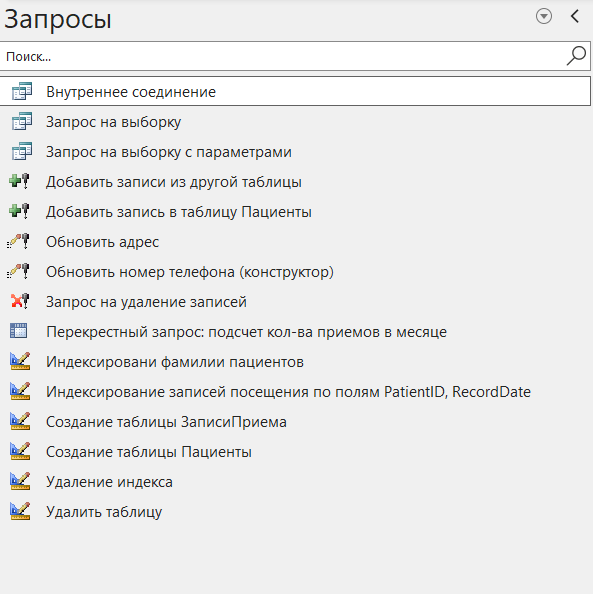 Запросы
Поиск...
Внутреннее соединение
Запрос на выборку
Запрос на выборку с параметрами
Добавить записи из другой таблицы
Добавить запись в таблицу Пациенты
Обновить адрес
Обновить номер телефона (конструктор)
Запрос на удаление записей
Перекрестный запрос: подсчет кол-ва приемов в месяце
Индексировани фамилии пациентов
Индексирование записей посещения по полям PatientID, RecordDate
Создание таблицы ЗаписиПриема
Создание таблицы Пациенты
Удаление индекса
Удалить таблицу